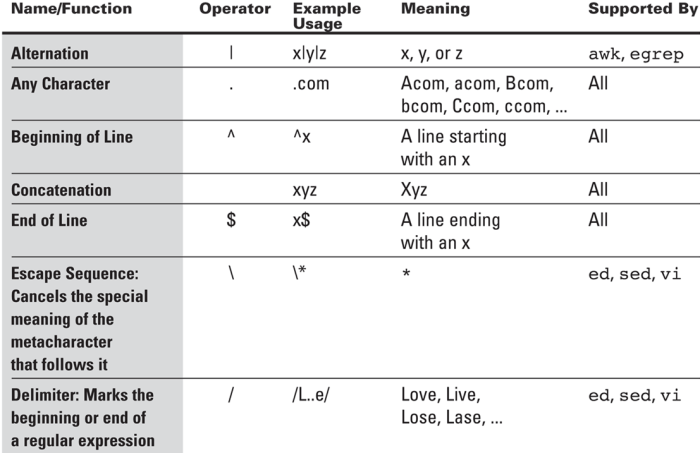 Name/Function Operator Example Usage Meaning Supported By
Alternation | x|y|z x, y, or z awk, egrep
Any Character . .com Acom, acom, Bcom, All
bcom, Ccom, ccom, ...
Beginning of Line ^ ^x A line starting All
with an x
Concatenation xyz Xyz All
End of Line $ x$ A line ending All
with an x
Escape Sequence: \ \* * ed, sed, vi
Cancels the special
meaning of the
metacharacter
that follows it
Delimiter: Marks the / /L..e/ Love, Live, ed, sed, vi
beginning or end of Lose, Lase, ...
a regular expression